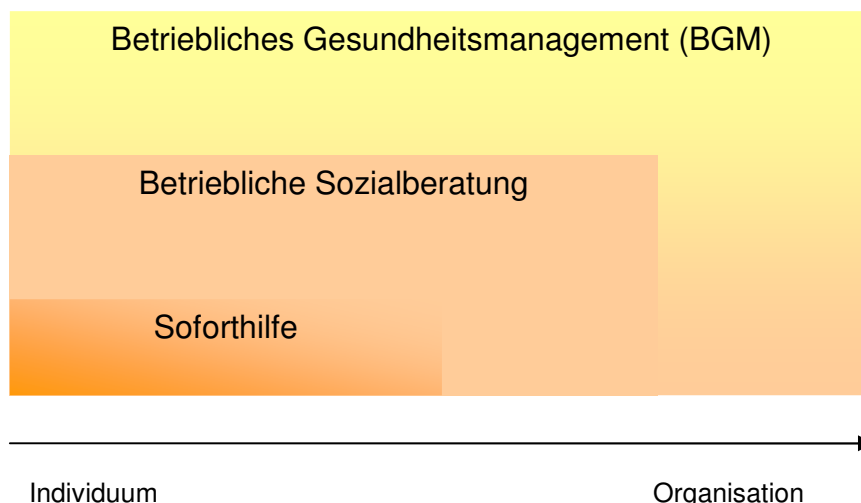 Betriebliches Gesundheitsmanagement (BGM)
Betriebliche Sozialberatung
Soforthilfe
Individuum Organisation